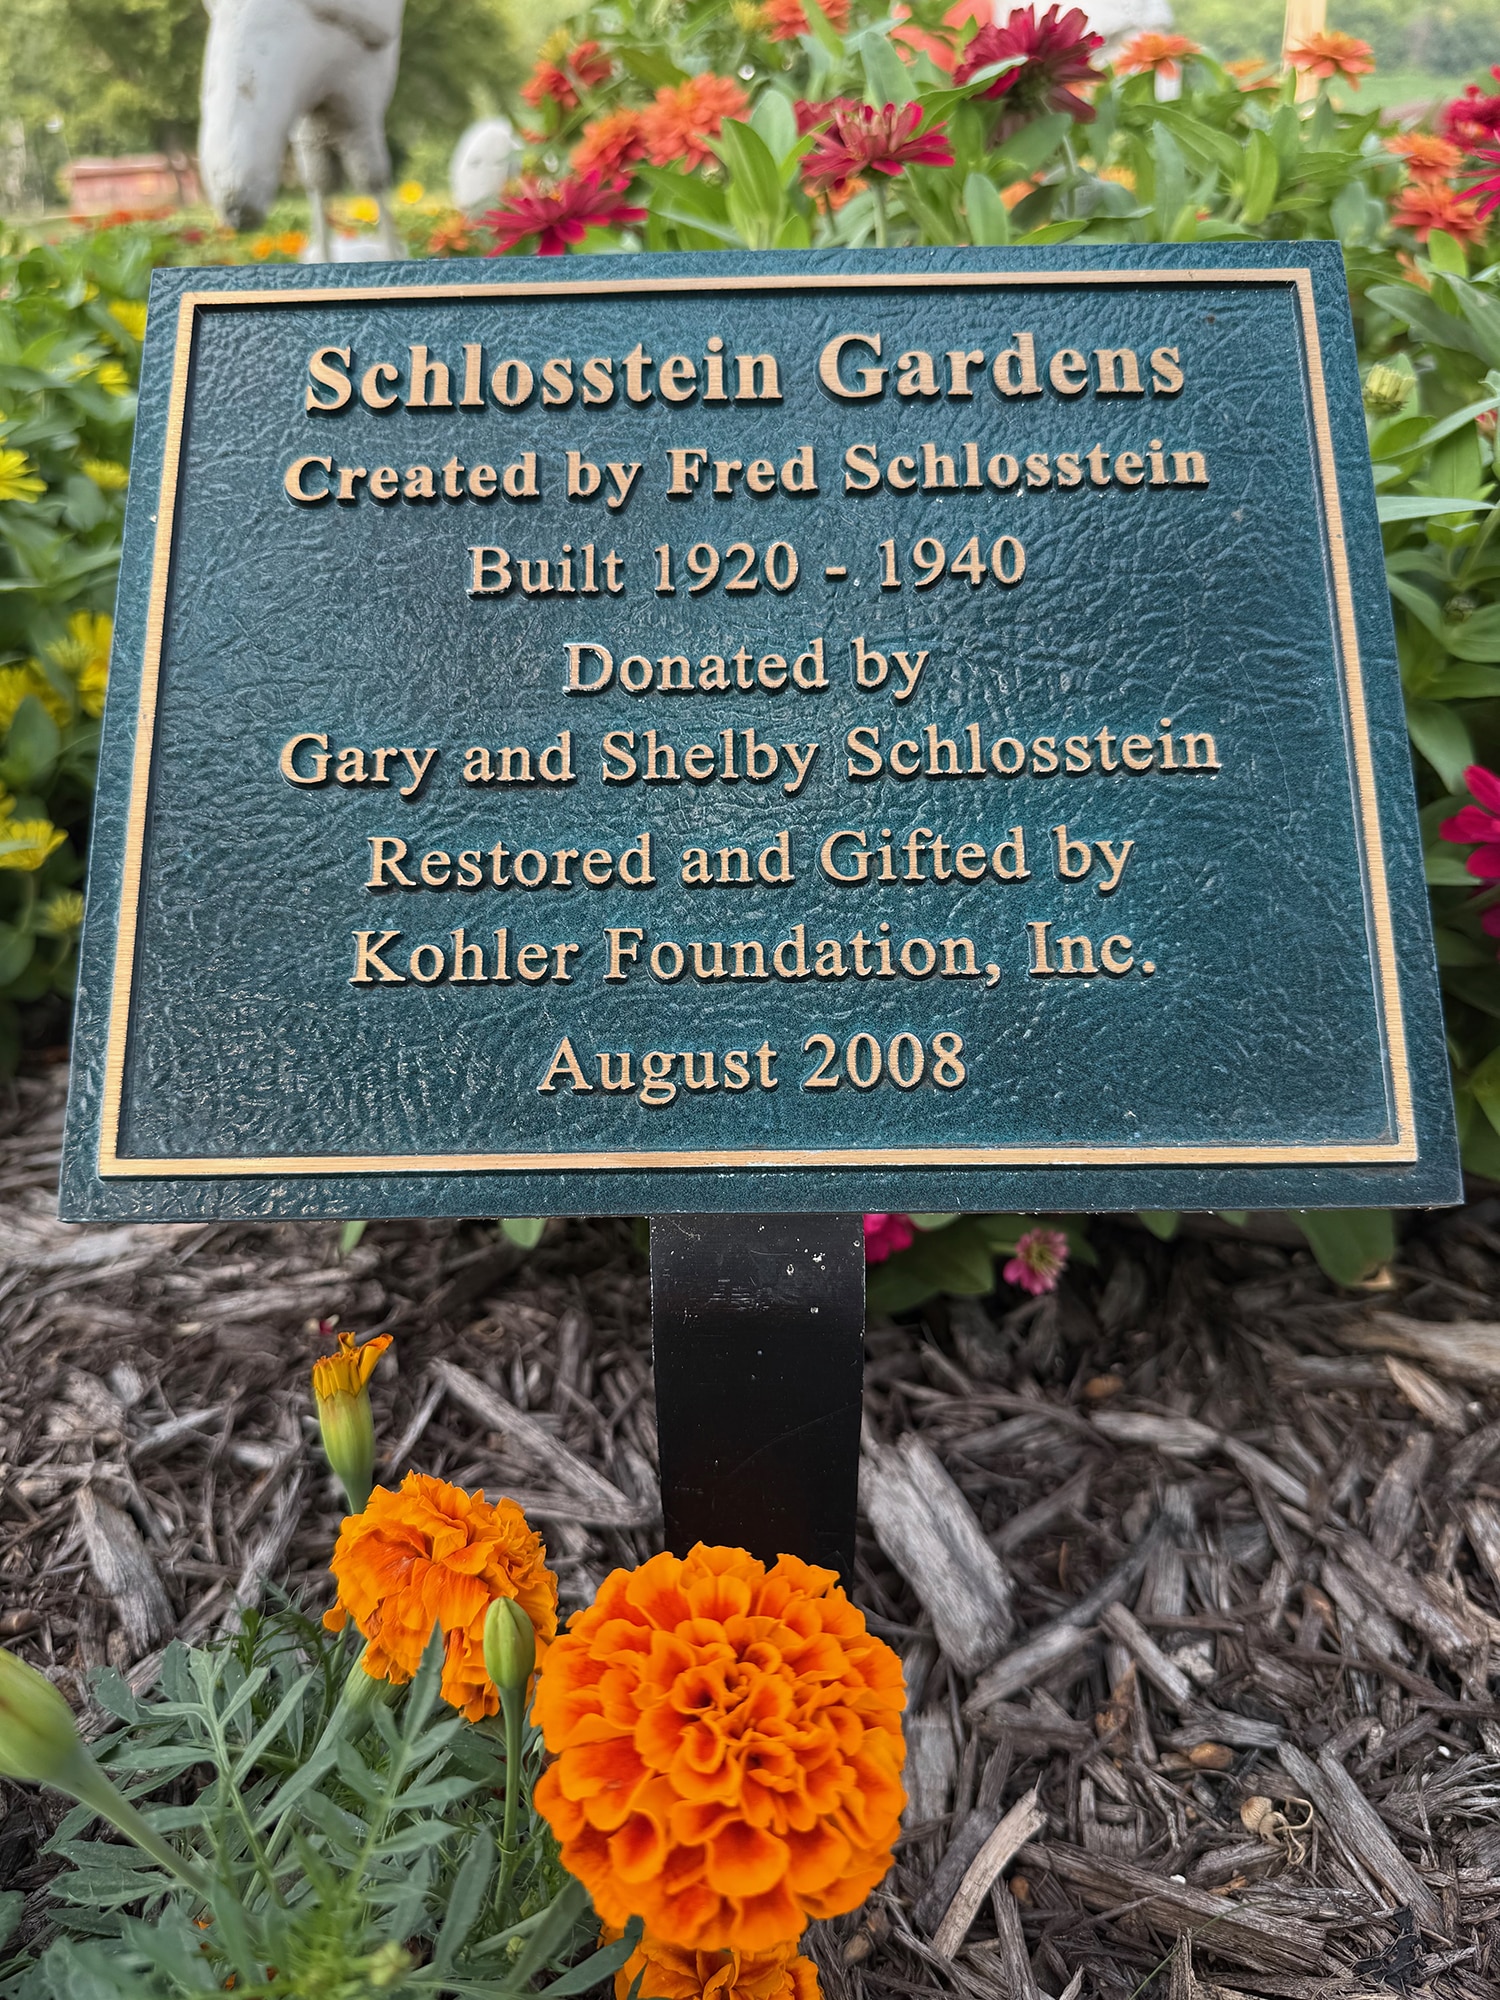 Schlosstein Gardens
Created by Fred Schlosstein
Built 1920 - 1940
Donated by
Gary and Shelby Schlosstein
Restored and Gifted by
Kohler Foundation, Inc.
August 2008